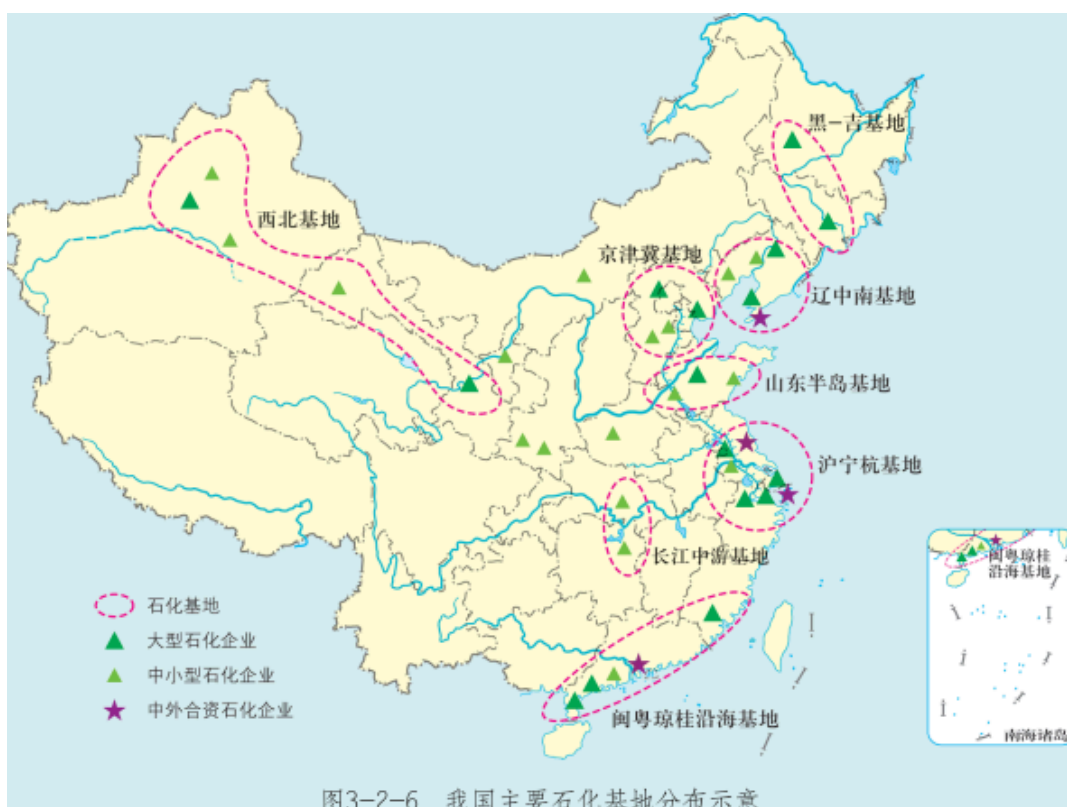 黑-吉基地
西北基地
京津冀基地
辽中南基地
山东半岛基地
沪宁杭基地
长江中游基地
闽粤琼桂沿海基地
石化基地
大型石化企业
中小型石化企业
中外合资石化企业
闽粤琼桂
沿海基地
南海诸岛
图3-2-6 我国主要石化基地分布示意